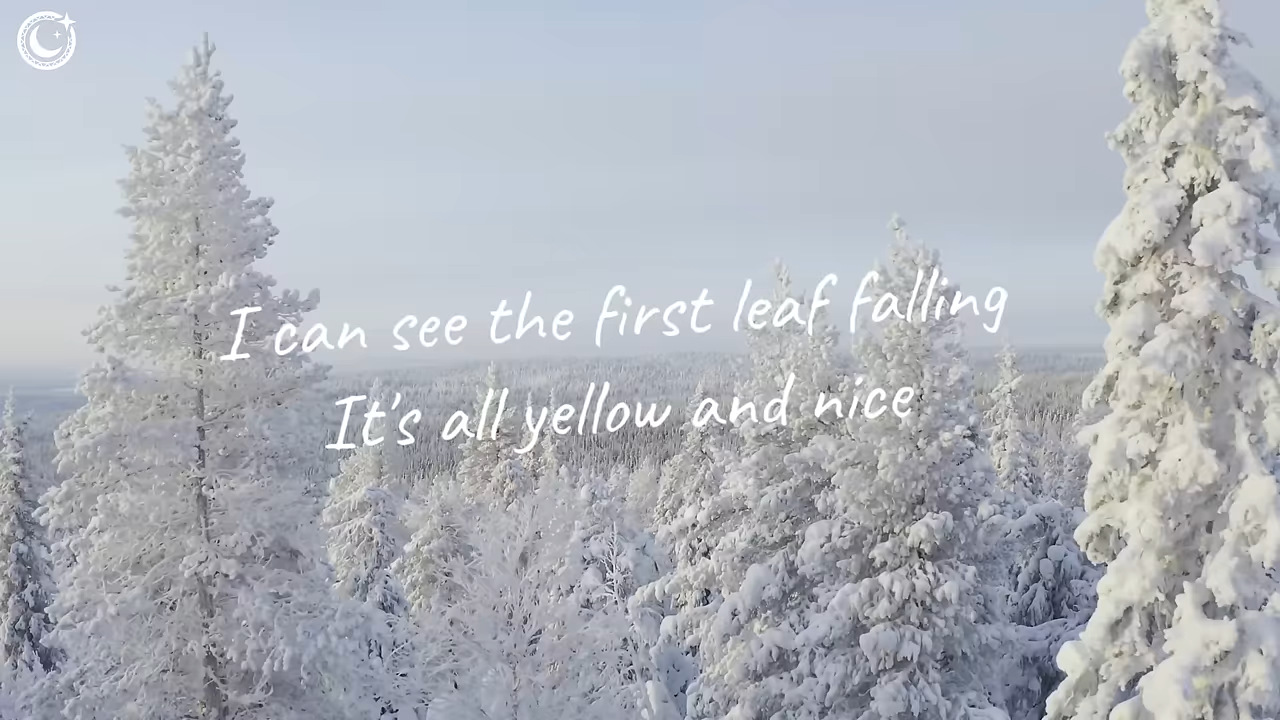 I can see the first leaf falling
It's all yellow and nice